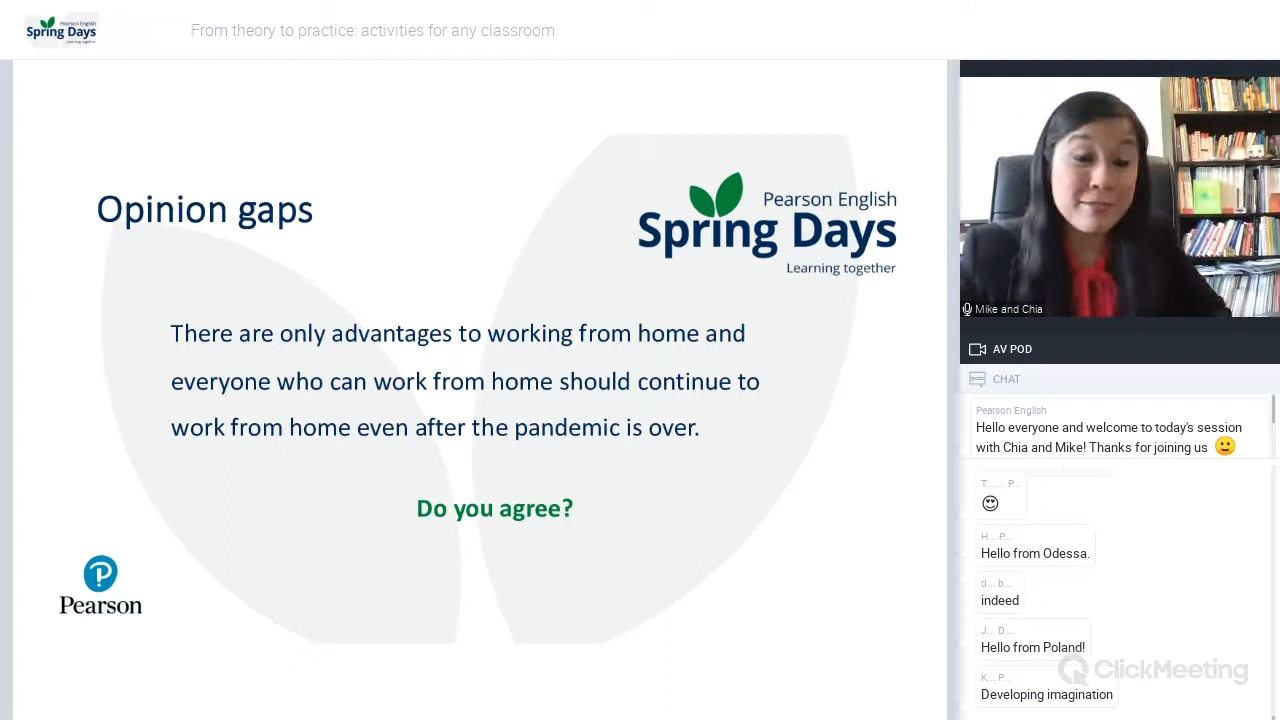 Pearson English
Spring Days
Learning together
From theory to practice: activities for any classroom
Opinion gaps
Pearson English
Spring Days
Learning together
There are only advantages to working from home and
everyone who can work from home should continue to
work from home even after the pandemic is over.
Do you agree?
Pearson
Mike and Chia
AV POD
CHAT
Pearson English
Hello everyone and welcome to today's session
with Chia and Mike! Thanks for joining us
T... ... P...
H... P...
Hello from Odessa.
d... b...
indeed
J... D...
Hello from Poland!
K... P...
Developing imagination
ClickMeeting